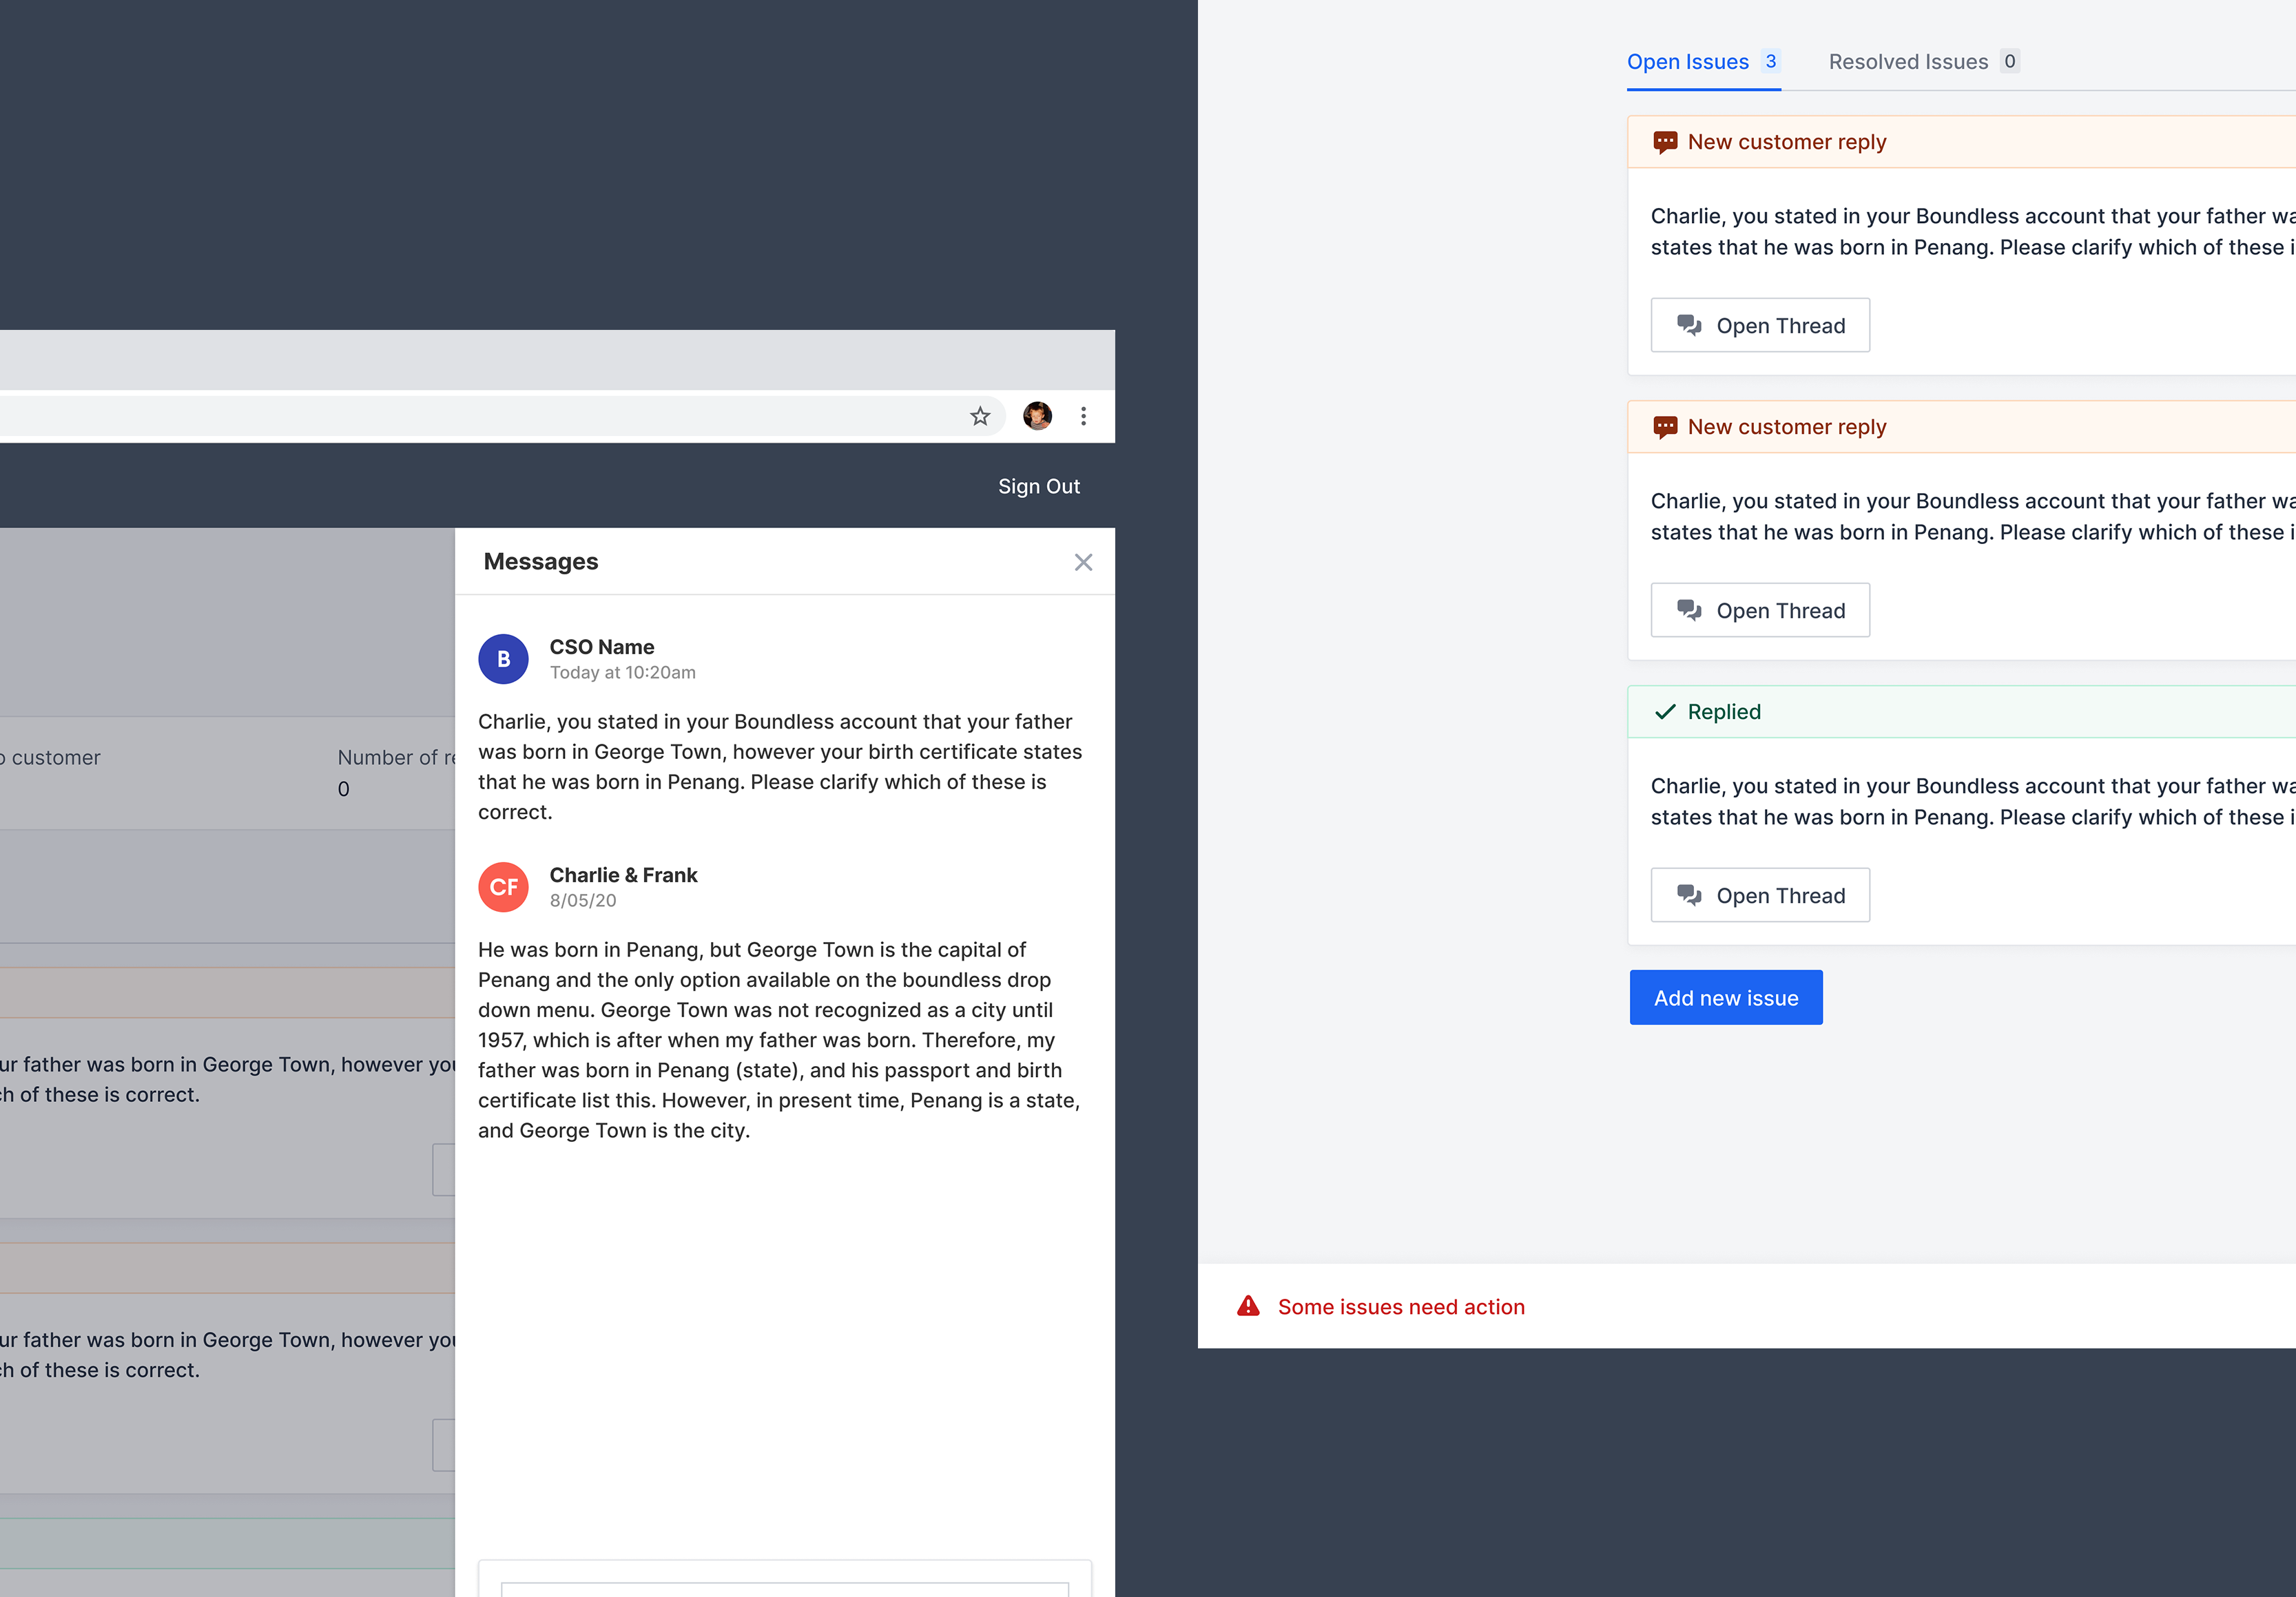 Sign Out
o customer
Number of re
0
ur father was born in George Town, however you
ch of these is correct.
ur father was born in George Town, however you
ch of these is correct.
Messages
B
CSO Name
Today at 10:20am
Charlie, you stated in your Boundless account that your father
was born in George Town, however your birth certificate states
that he was born in Penang. Please clarify which of these is
correct.
CF
Charlie & Frank
8/05/20
He was born in Penang, but George Town is the capital of
Penang and the only option available on the boundless drop
down menu. George Town was not recognized as a city until
1957, which is after when my father was born. Therefore, my
father was born in Penang (state), and his passport and birth
certificate list this. However, in present time, Penang is a state,
and George Town is the city.
Open Issues 3 Resolved Issues 0
New customer reply
Charlie, you stated in your Boundless account that your father wa
states that he was born in Penang. Please clarify which of these i
Open Thread
New customer reply
Charlie, you stated in your Boundless account that your father wa
states that he was born in Penang. Please clarify which of these i
Open Thread
Replied
Charlie, you stated in your Boundless account that your father wa
states that he was born in Penang. Please clarify which of these i
Open Thread
Add new issue
Some issues need action